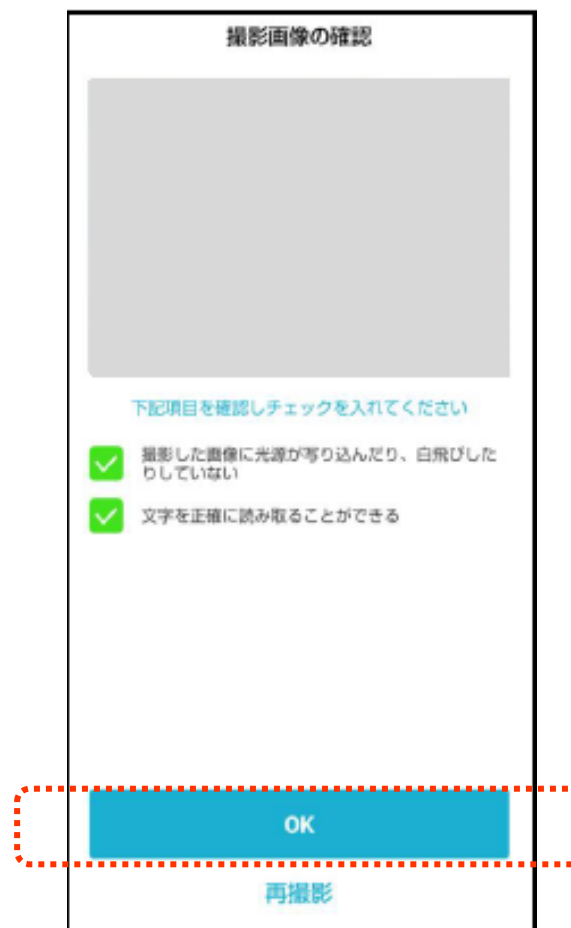 撮影画像の確認
下記項目を確認しチェックを入れてください
撮影した画像に光源が写り込んだり、白飛びした
りしていない
文字を正確に読み取ることができる
OK
再撮影